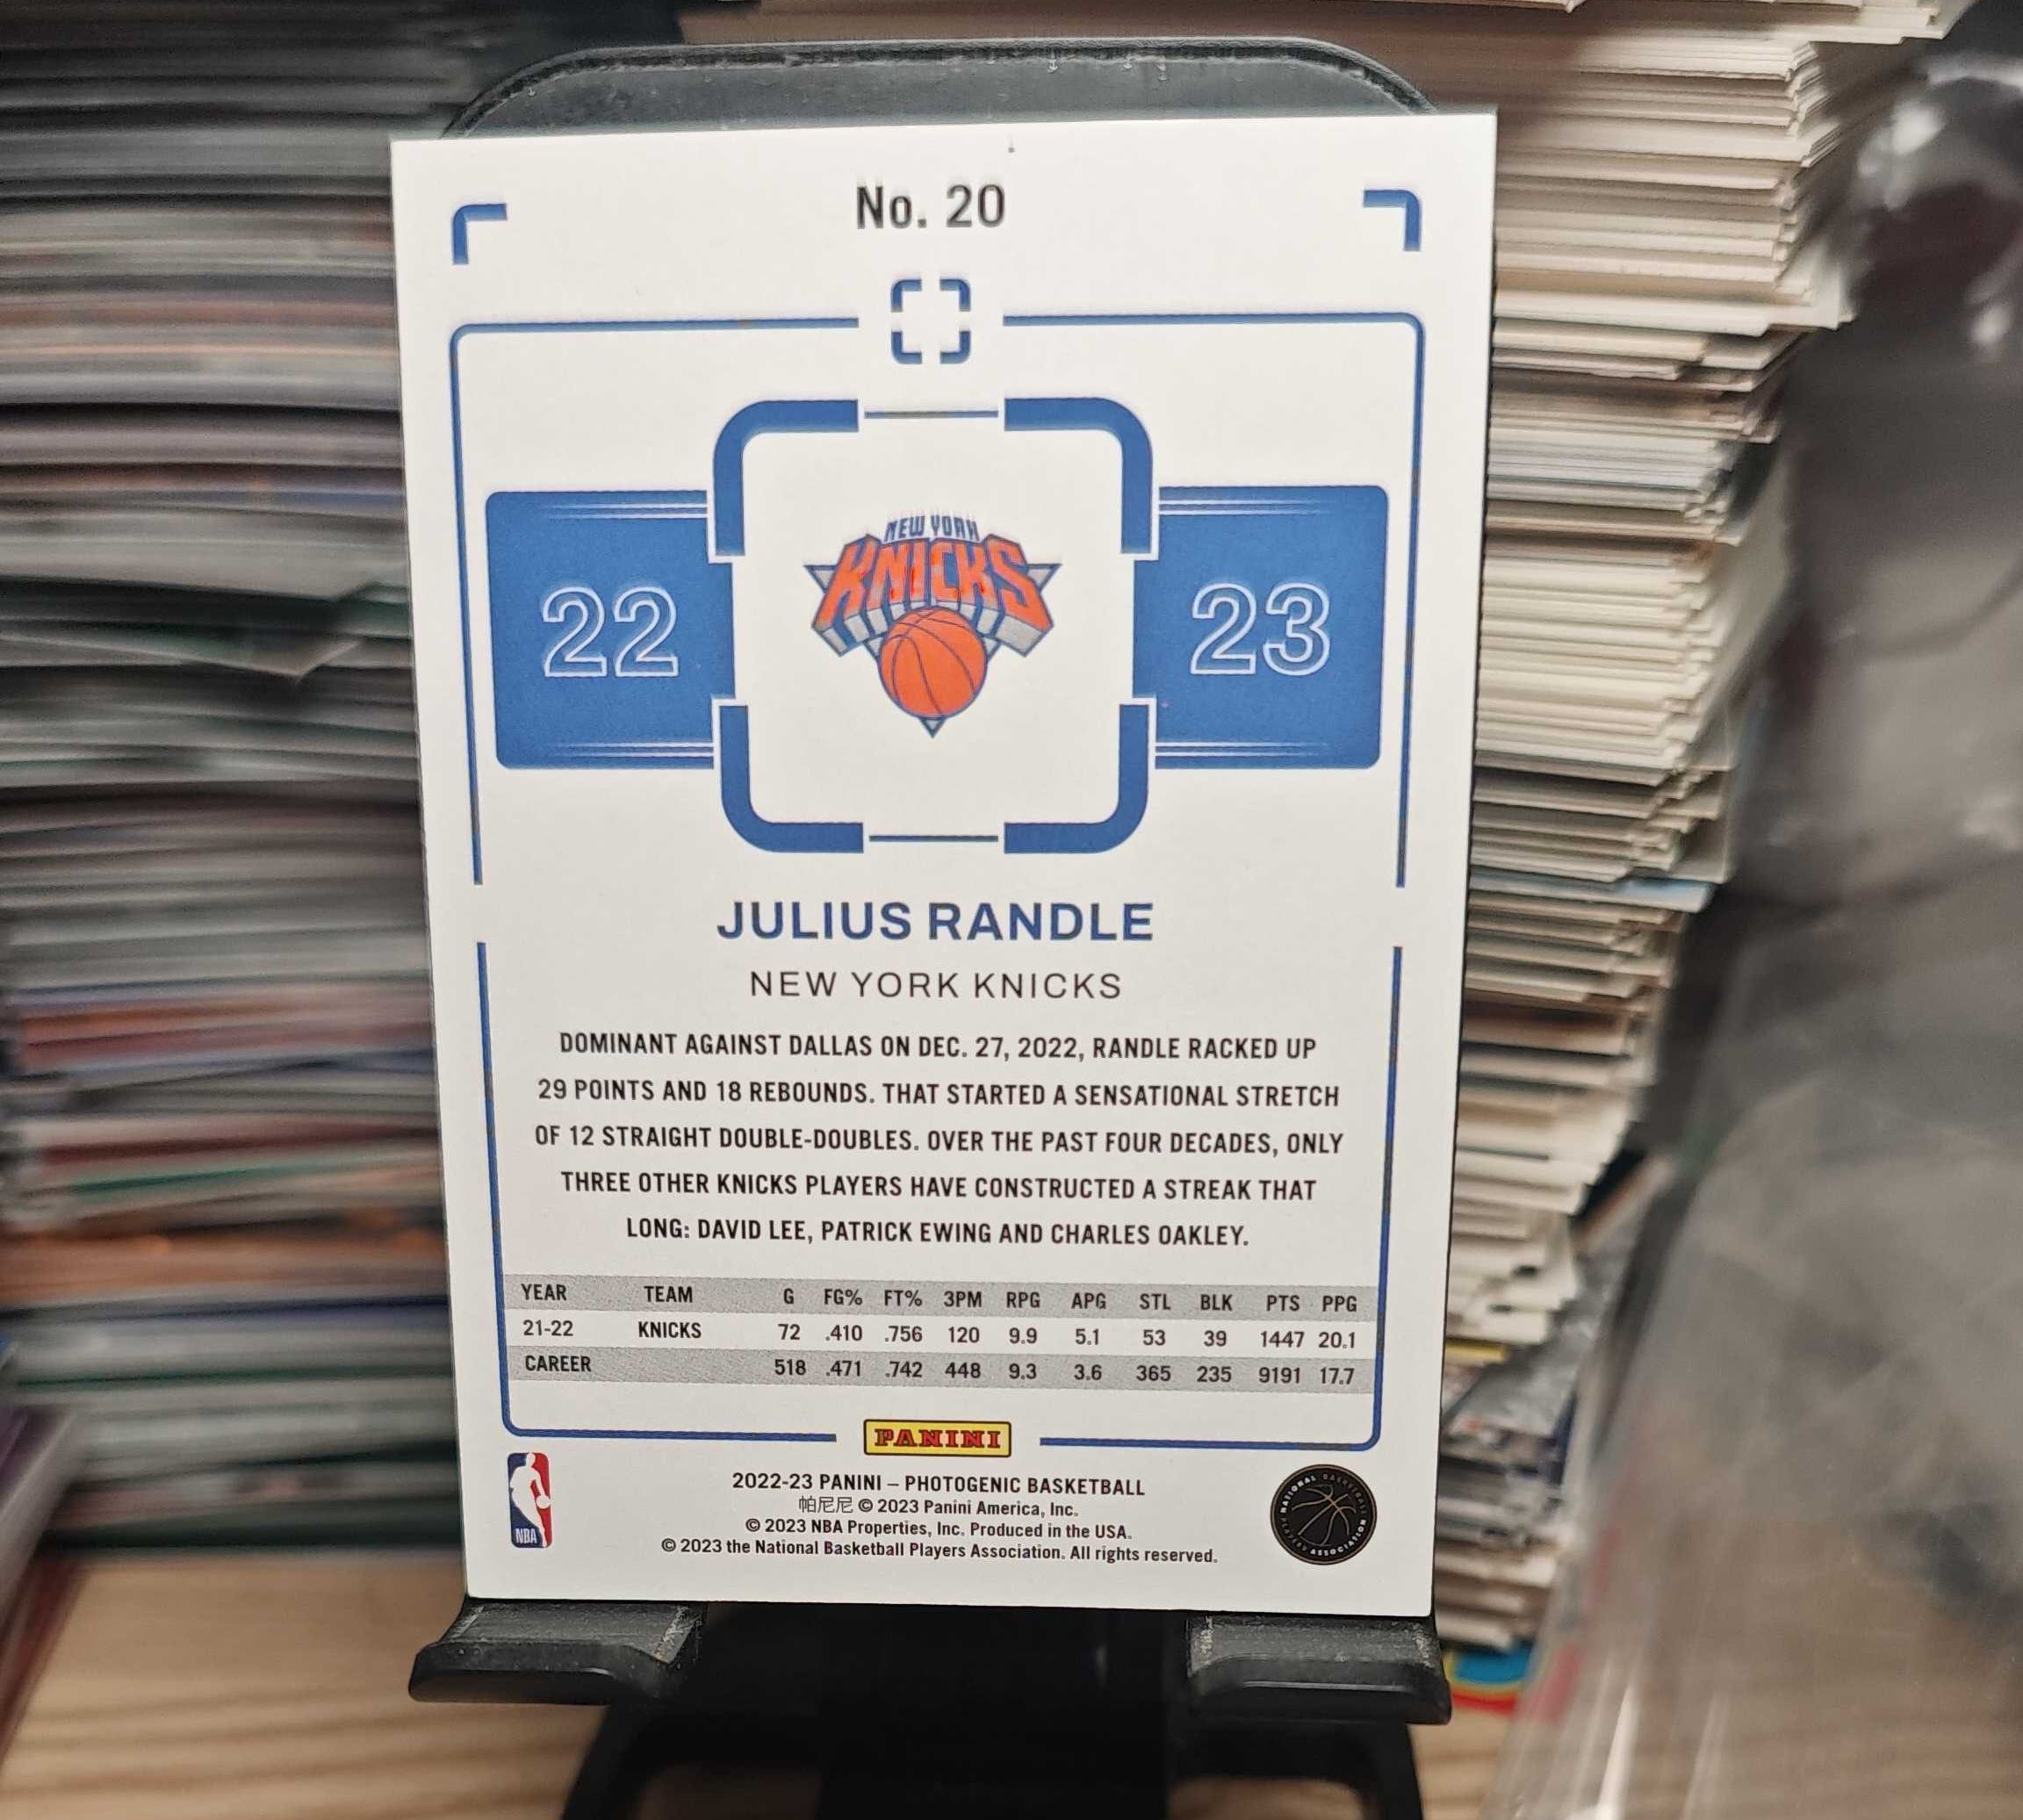 No. 20
NEW YORK
KNICKS
22 23
JULIUS RANDLE
NEW YORK KNICKS
DOMINANT AGAINST DALLAS ON DEC. 27, 2022, RANDLE RACKED UP
29 POINTS AND 18 REBOUNDS. THAT STARTED A SENSATIONAL STRETCH
OF 12 STRAIGHT DOUBLE-DOUBLES. OVER THE PAST FOUR DECADES, ONLY
THREE OTHER KNICKS PLAYERS HAVE CONSTRUCTED A STREAK THAT
LONG: DAVID LEE, PATRICK EWING AND CHARLES OAKLEY.
YEAR TEAM G FG% FT% 3PM RPG APG STL BLK PTS PPG
21-22 KNICKS 72 .410 .756 120 9.9 5.1 53 39 1447 20.1
CAREER 518 .471 .742 448 9.3 3.6 365 235 9191 17.7
PANINI
NBA
2022-23 PANINI – PHOTOGENIC BASKETBALL
帕尼尼 © 2023 Panini America, Inc.
© 2023 NBA Properties, Inc. Produced in the USA.
© 2023 the National Basketball Players Association. All rights reserved.
NATIONAL BASKETBALL PLAYERS ASSOCIATION